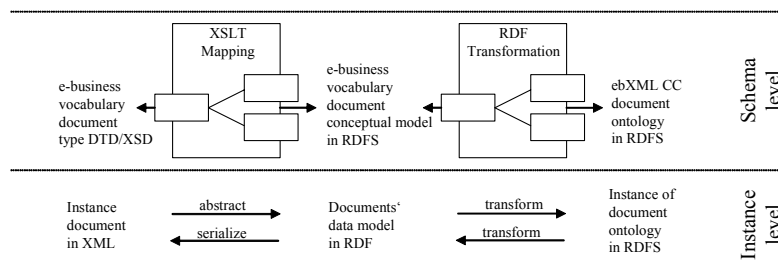 XSLT
Mapping
RDF
Transformation
e-business
vocabulary
document
type DTD/XSD
e-business
vocabulary
document
conceptual model
in RDFS
ebXML CC
document
ontology
in RDFS
Schema
level
Instance
document
in XML
abstract
serialize
Documents‘
data model
in RDF
transform
transform
Instance of
document
ontology
in RDFS
Instance
level